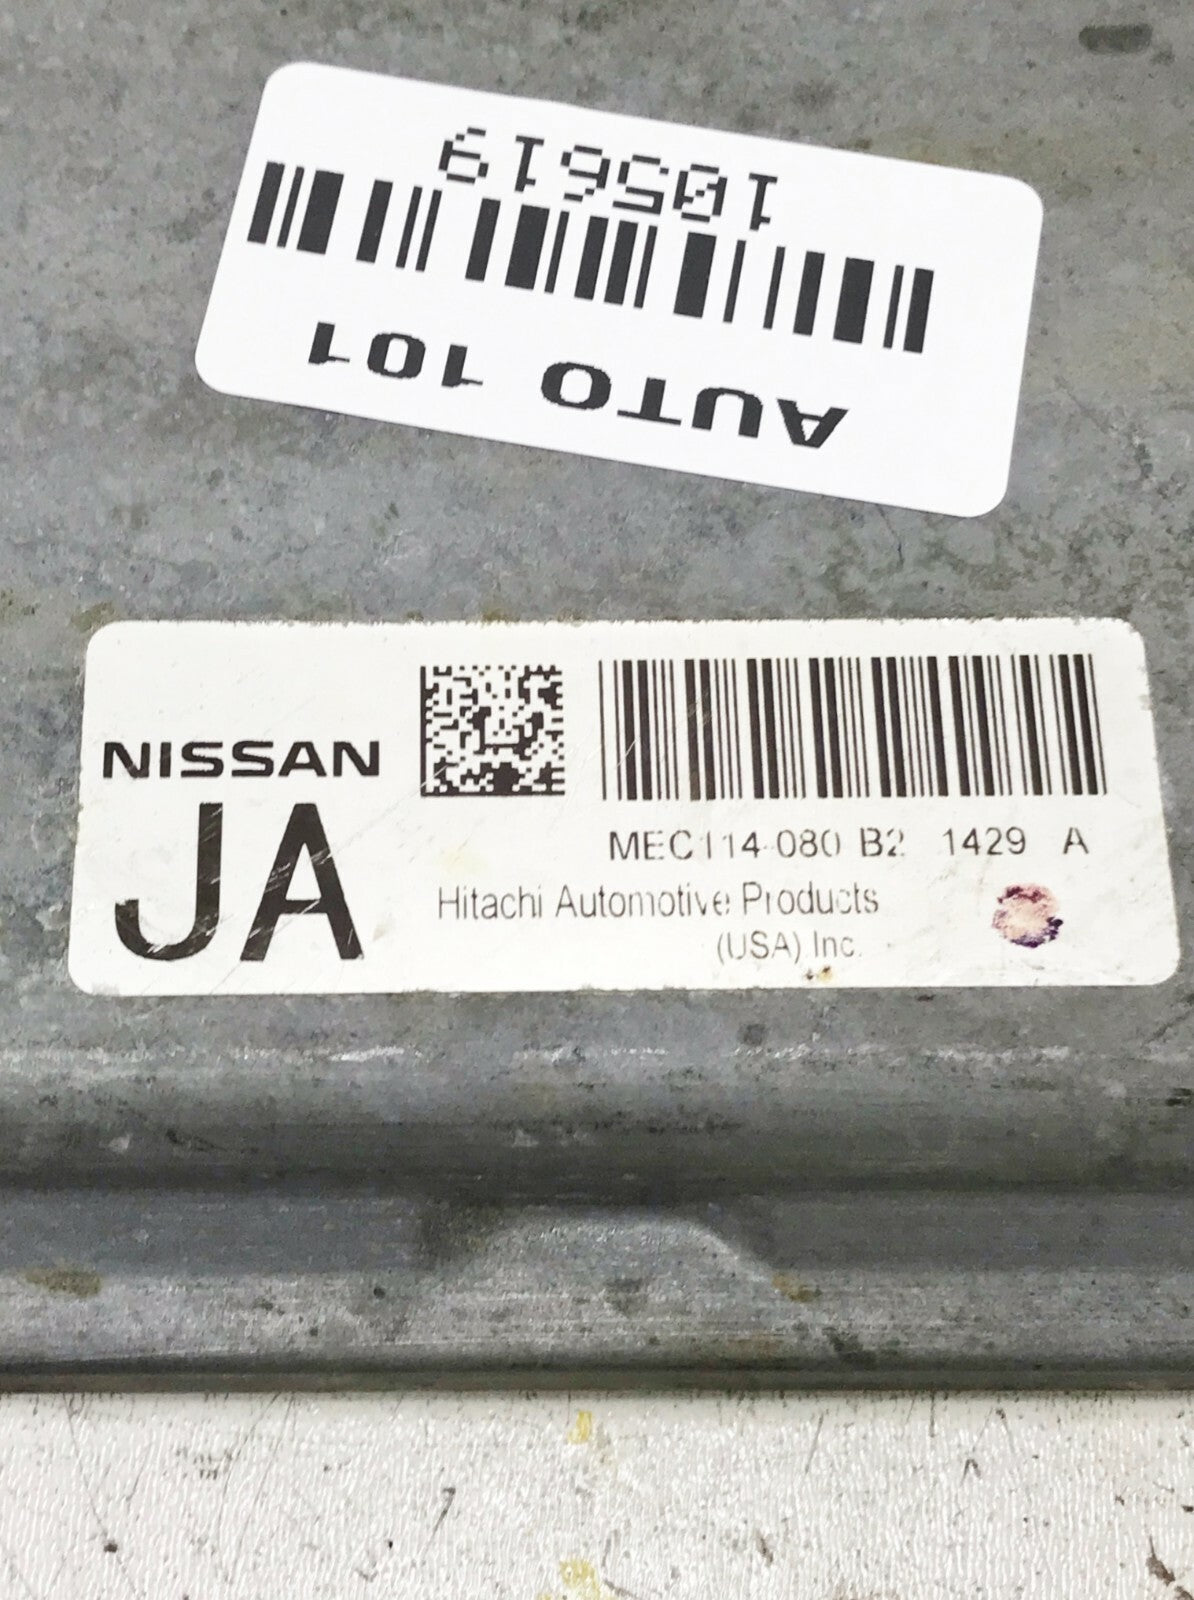 105619
AUTO 101
NISSAN
JA
MEC114-080 B2 1429 A
Hitachi Automotive Products
(USA) Inc.